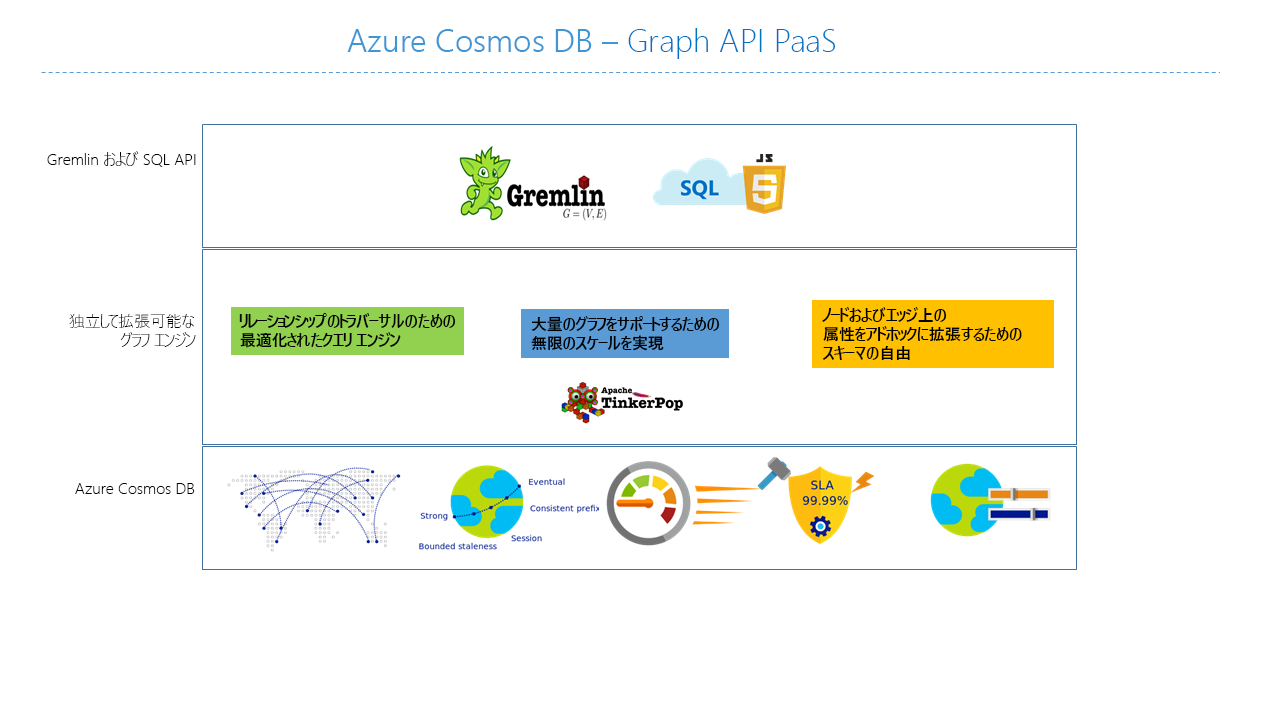 Azure Cosmos DB – Graph API PaaS
Gremlin および SQL API
Gremlin
G = (V, E)
SQL
JS
5
独立して拡張可能な
グラフ エンジン
リレーションシップのトラバーサルのための
最適化されたクエリ エンジン
大量のグラフをサポートするための
無限のスケールを実現
ノードおよびエッジ上の
属性をアドホックに拡張するための
スキーマの自由
Apache
TinkerPop
Azure Cosmos DB
Eventual
Consistent prefix
Strong
Session
Bounded staleness
SLA
99.99%